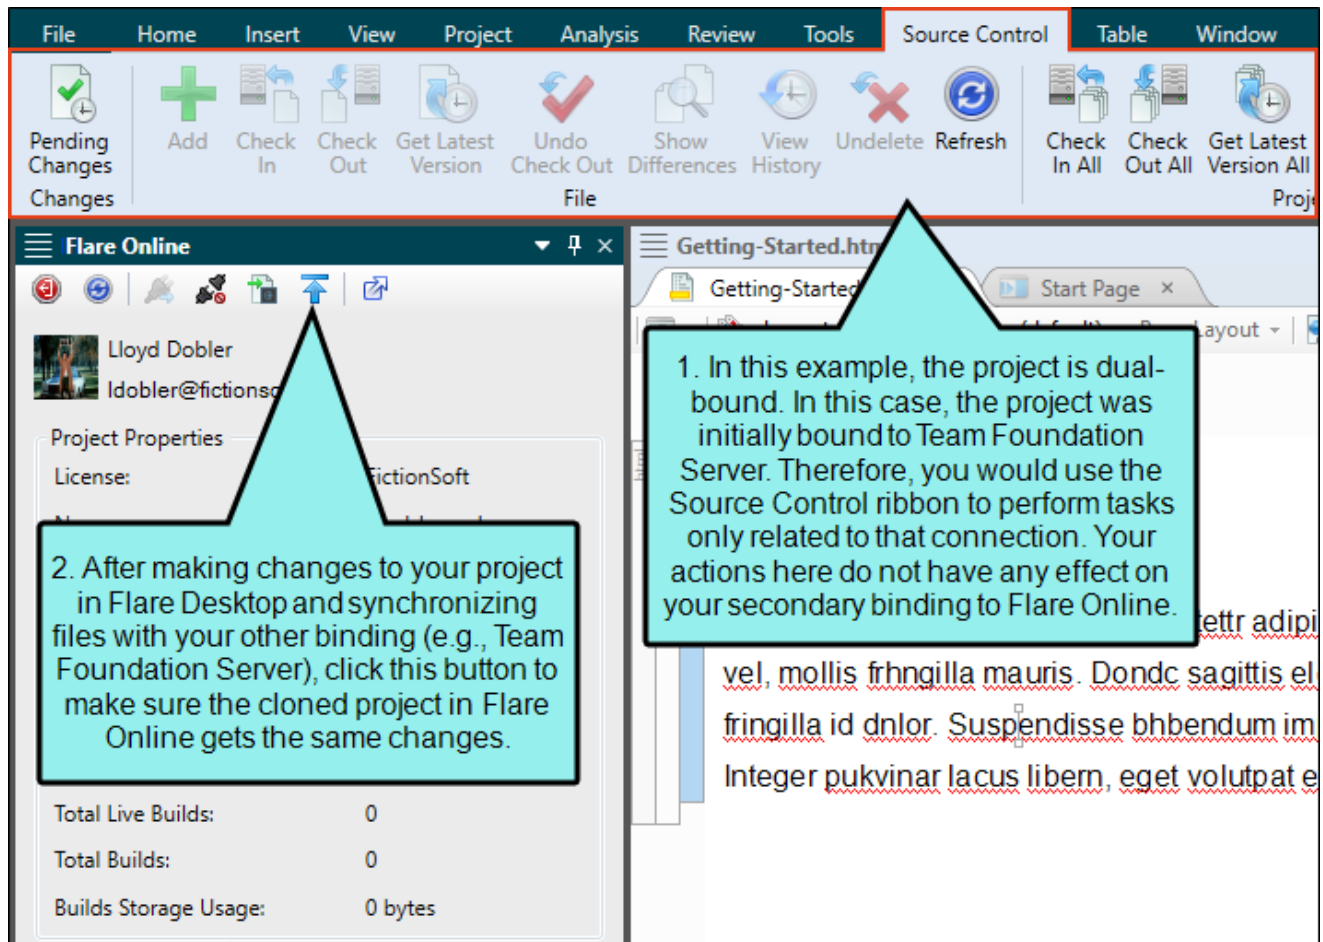 File Home Insert View Project Analysis Review Tools Source Control Table Window
Pending Changes Add Check In Check Out Get Latest Version Undo Check Out Show Differences View History Undelete Refresh Check In All Check Out All Get Latest Version All
Changes File
Flare Online
Getting-Started
Getting-Started Start Page
Lloyd Dobler
Project Properties
License: FictionSoft
1. In this example, the project is dual-
bound. In this case, the project was
initially bound to Team Foundation
Server. Therefore, you would use the
Source Control ribbon to perform tasks
only related to that connection. Your
actions here do not have any effect on
your secondary binding to Flare Online.
2. After making changes to your project
in Flare Desktop and synchronizing
files with your other binding (e.g., Team
Foundation Server), click this button to
make sure the cloned project in Flare
Online gets the same changes.
vel, mollis frhngilla mauris. Dondc sagittis
fringilla id dnlor. Suspendisse bhbendum
Integer pukvinar lacus libern, eget volutpat
Total Live Builds: 0
Total Builds: 0
Builds Storage Usage: 0 bytes